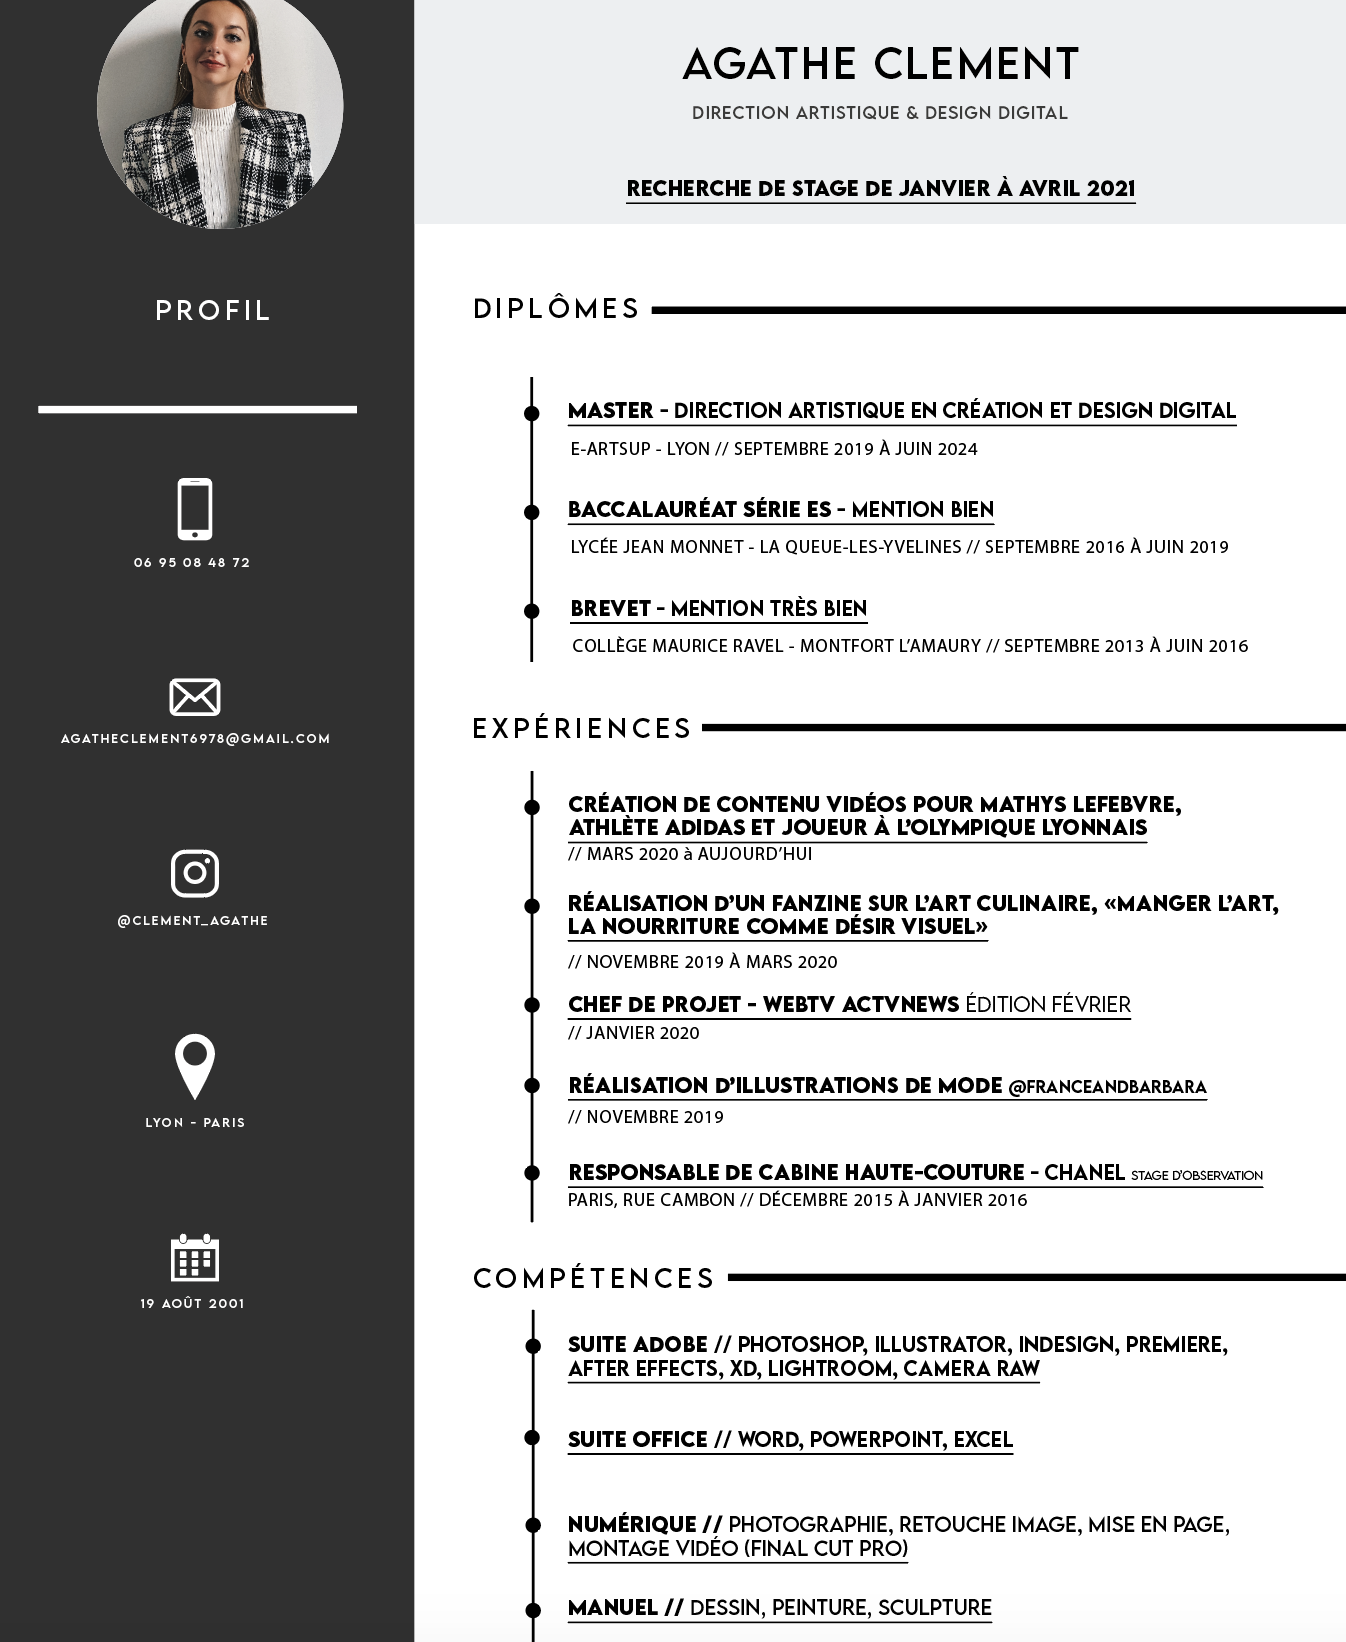 AGATHE CLEMENT
DIRECTION ARTISTIQUE & DESIGN DIGITAL
RECHERCHE DE STAGE DE JANVIER À AVRIL 2021
PROFIL
06 95 08 48 72
AGATHECLEMENT6978@GMAIL.COM
@CLEMENT_AGATHE
LYON - PARIS
19 AOÛT 2001
DIPLÔMES
MASTER - DIRECTION ARTISTIQUE EN CRÉATION ET DESIGN DIGITAL
E-ARTSUP - LYON // SEPTEMBRE 2019 À JUIN 2024
BACCALAURÉAT SÉRIE ES - MENTION BIEN
LYCÉE JEAN MONNET - LA QUEUE-LES-YVELINES // SEPTEMBRE 2016 À JUIN 2019
BREVET - MENTION TRÈS BIEN
COLLÈGE MAURICE RAVEL - MONTFORT L'AMAURY // SEPTEMBRE 2013 À JUIN 2016
EXPÉRIENCES
CRÉATION DE CONTENU VIDÉOS POUR MATHYS LEFEBVRE,
ATHLÈTE ADIDAS ET JOUEUR À L'OLYMPIQUE LYONNAIS
// MARS 2020 à AUJOURD'HUI
RÉALISATION D'UN FANZINE SUR L'ART CULINAIRE, «MANGER L'ART,
LA NOURRITURE COMME DÉSIR VISUEL»
// NOVEMBRE 2019 À MARS 2020
CHEF DE PROJET - WEBTV ACTVNEWS ÉDITION FÉVRIER
// JANVIER 2020
RÉALISATION D'ILLUSTRATIONS DE MODE @FRANCEANDBARBARA
// NOVEMBRE 2019
RESPONSABLE DE CABINE HAUTE-COUTURE - CHANEL STAGE D'OBSERVATION
PARIS, RUE CAMBON // DÉCEMBRE 2015 À JANVIER 2016
COMPÉTENCES
SUITE ADOBE // PHOTOSHOP, ILLUSTRATOR, INDESIGN, PREMIERE,
AFTER EFFECTS, XD, LIGHTROOM, CAMERA RAW
SUITE OFFICE // WORD, POWERPOINT, EXCEL
NUMÉRIQUE // PHOTOGRAPHIE, RETOUCHE IMAGE, MISE EN PAGE,
MONTAGE VIDÉO (FINAL CUT PRO)
MANUEL // DESSIN, PEINTURE, SCULPTURE